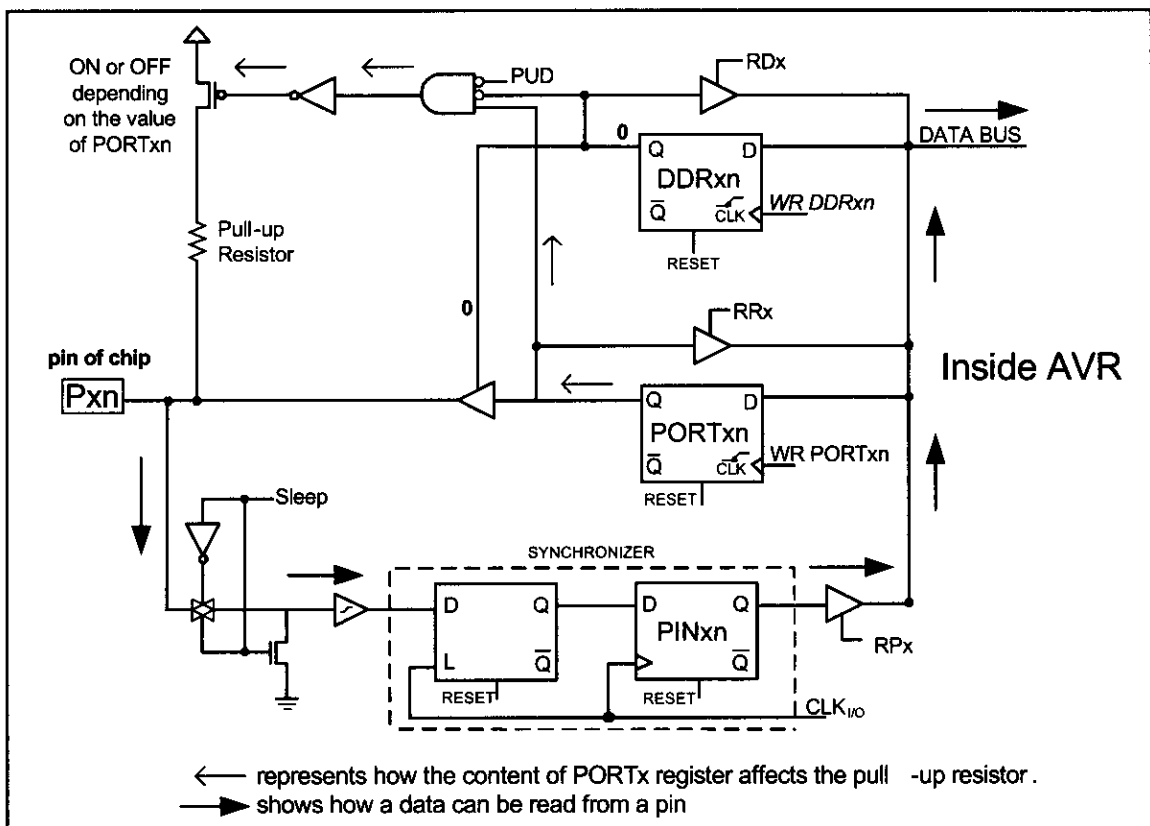 ON or OFF
depending
on the value
of PORTxn
PUD
RDx
DATA BUS
0
Q D
DDRxn
Q̅ CLK
WR DDRxn
RESET
Pull-up
Resistor
0
RRx
pin of chip
Pxn
Inside AVR
Q D
PORTxn
Q̅ CLK
WR PORTxn
RESET
Sleep
SYNCHRONIZER
D Q
L Q̅
RESET
D Q
PINxn
Q̅
RESET
RPx
CLKI/O
represents how the content of PORTx register affects the pull -up resistor.
shows how a data can be read from a pin